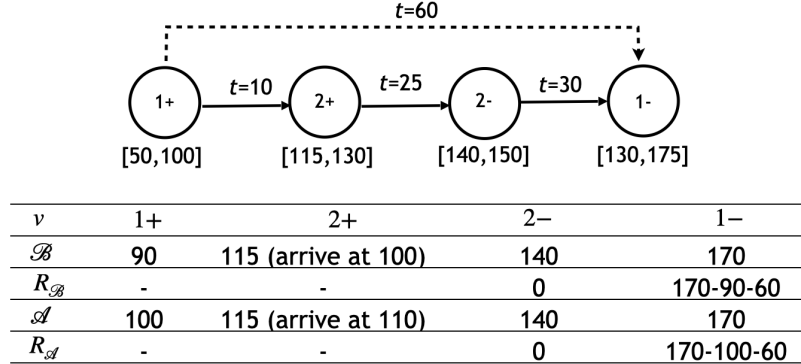 t=60
1+ t=10 2+ t=25 2- t=30 1-
[50,100] [115,130] [140,150] [130,175]
v 1+ 2+ 2− 1−
ℬ 90 115 (arrive at 100) 140 170
R_ℬ - - 0 170-90-60
𝒜 100 115 (arrive at 110) 140 170
R_𝒜 - - 0 170-100-60